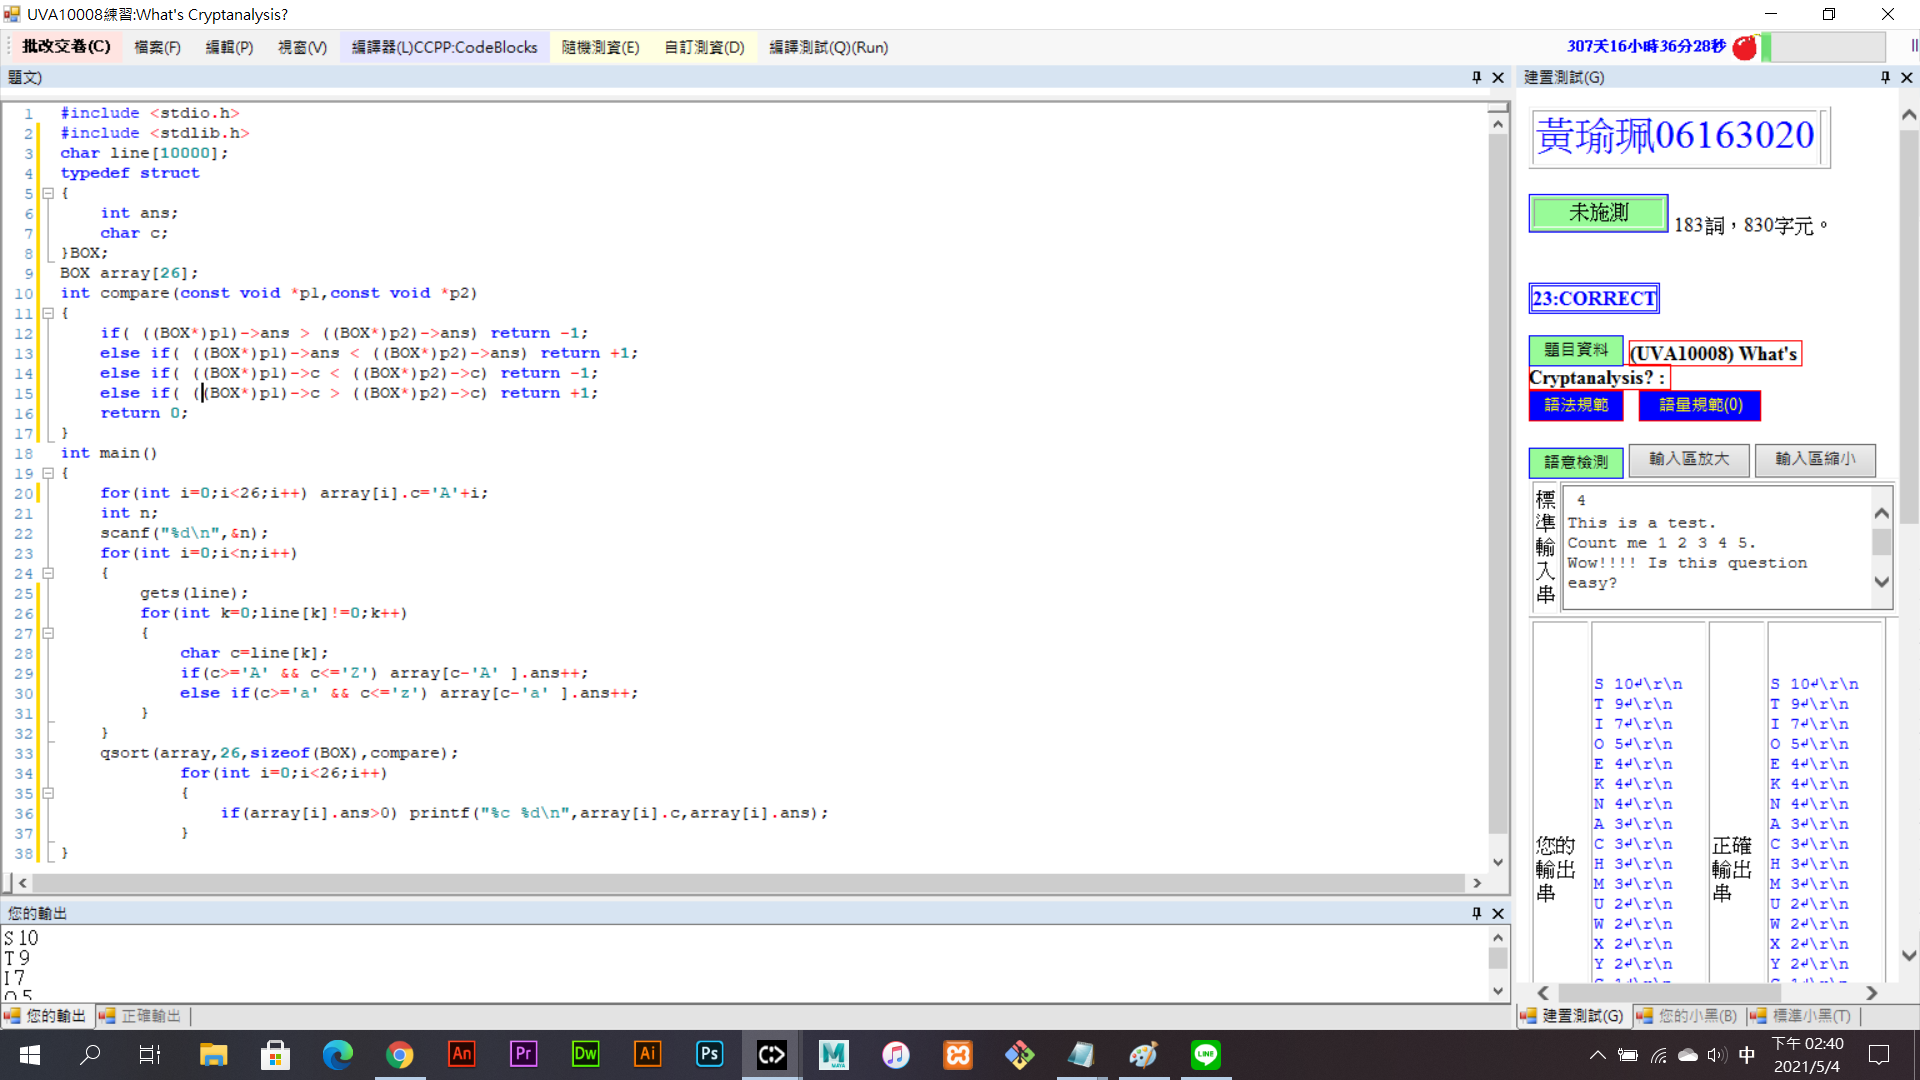 UVA10008練習:What's Cryptanalysis?
批改交卷(C) 檔案(F) 編輯(P) 視窗(V) 編譯器(L)CCPP:CodeBlocks 隨機測資(E) 自訂測資(D) 編譯測試(Q)(Run) 307天16小時36分28秒
題文)
1 #include <stdio.h>
2 #include <stdlib.h>
3 char line[10000];
4 typedef struct
5 {
6 int ans;
7 char c;
8 }BOX;
9 BOX array[26];
10 int compare(const void *p1,const void *p2)
11 {
12 if( ((BOX*)p1)->ans > ((BOX*)p2)->ans) return -1;
13 else if( ((BOX*)p1)->ans < ((BOX*)p2)->ans) return +1;
14 else if( ((BOX*)p1)->c < ((BOX*)p2)->c) return -1;
15 else if( ((BOX*)p1)->c > ((BOX*)p2)->c) return +1;
16 return 0;
17 }
18 int main()
19 {
20 for(int i=0;i<26;i++) array[i].c='A'+i;
21 int n;
22 scanf("%d\n",&n);
23 for(int i=0;i<n;i++)
24 {
25 gets(line);
26 for(int k=0;line[k]!=0;k++)
27 {
28 char c=line[k];
29 if(c>='A' && c<='Z') array[c-'A' ].ans++;
30 else if(c>='a' && c<='z') array[c-'a' ].ans++;
31 }
32 }
33 qsort(array,26,sizeof(BOX),compare);
34 for(int i=0;i<26;i++)
35 {
36 if(array[i].ans>0) printf("%c %d\n",array[i].c,array[i].ans);
37 }
38 }
您的輸出
S 10
T 9
I 7
O 5
您的輸出 正確輸出
建置測試(G)
黃瑜珮06163020
未施測 183詞，830字元。
23:CORRECT
題目資料 (UVA10008) What's
Cryptanalysis? :
語法規範 語量規範(0)
語意檢測 輸入區放大 輸入區縮小
標準輸入串
4
This is a test.
Count me 1 2 3 4 5.
Wow!!!! Is this question
easy?
您的輸出串
S 10↵\r\n
T 9↵\r\n
I 7↵\r\n
O 5↵\r\n
E 4↵\r\n
K 4↵\r\n
N 4↵\r\n
A 3↵\r\n
C 3↵\r\n
H 3↵\r\n
M 3↵\r\n
U 2↵\r\n
W 2↵\r\n
X 2↵\r\n
Y 2↵\r\n
正確輸出串
S 10↵\r\n
T 9↵\r\n
I 7↵\r\n
O 5↵\r\n
E 4↵\r\n
K 4↵\r\n
N 4↵\r\n
A 3↵\r\n
C 3↵\r\n
H 3↵\r\n
M 3↵\r\n
U 2↵\r\n
W 2↵\r\n
X 2↵\r\n
Y 2↵\r\n
建置測試(G) 您的小黑(B) 標準小黑(T)
An Pr Dw Ai Ps M MAYA LINE
中 下午 02:40
2021/5/4